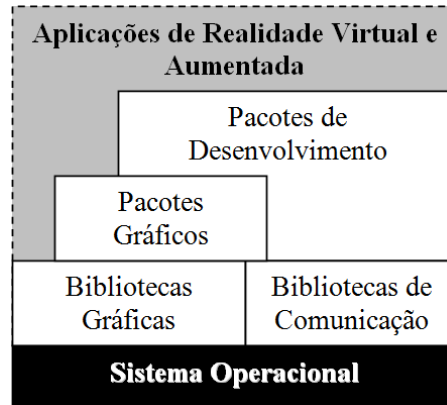 Aplicações de Realidade Virtual e
Aumentada
Pacotes de
Desenvolvimento
Pacotes
Gráficos
Bibliotecas
Gráficas
Bibliotecas de
Comunicação
Sistema Operacional